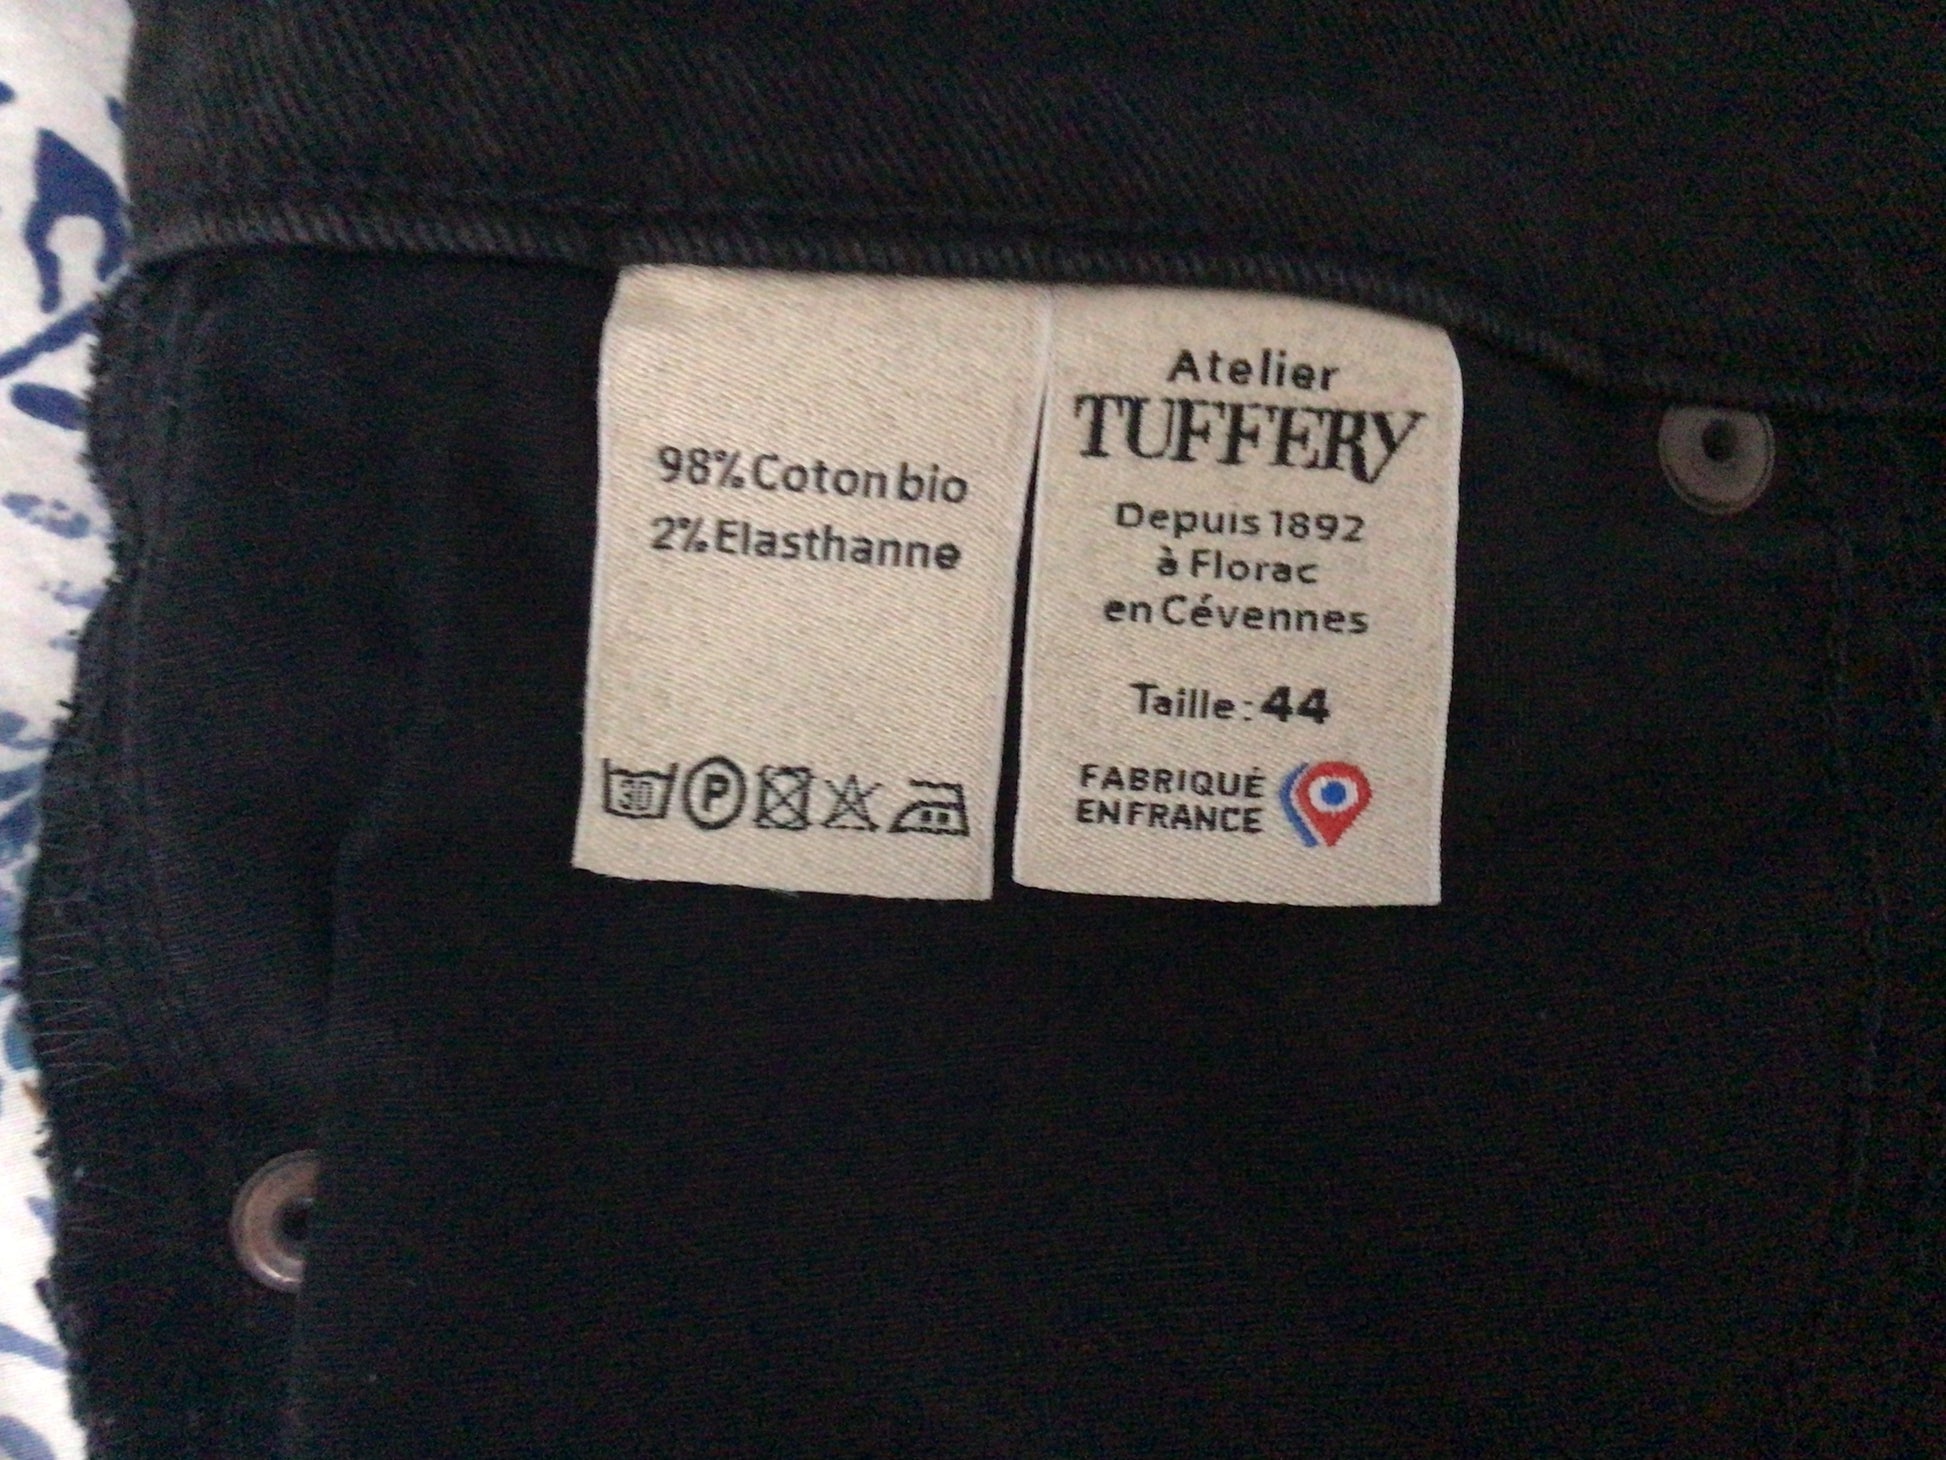 98% Coton bio
2% Elasthanne
30 P
Atelier
TUFFERY
Depuis 1892
à Florac
en Cévennes
Taille: 44
FABRIQUÉ
EN FRANCE